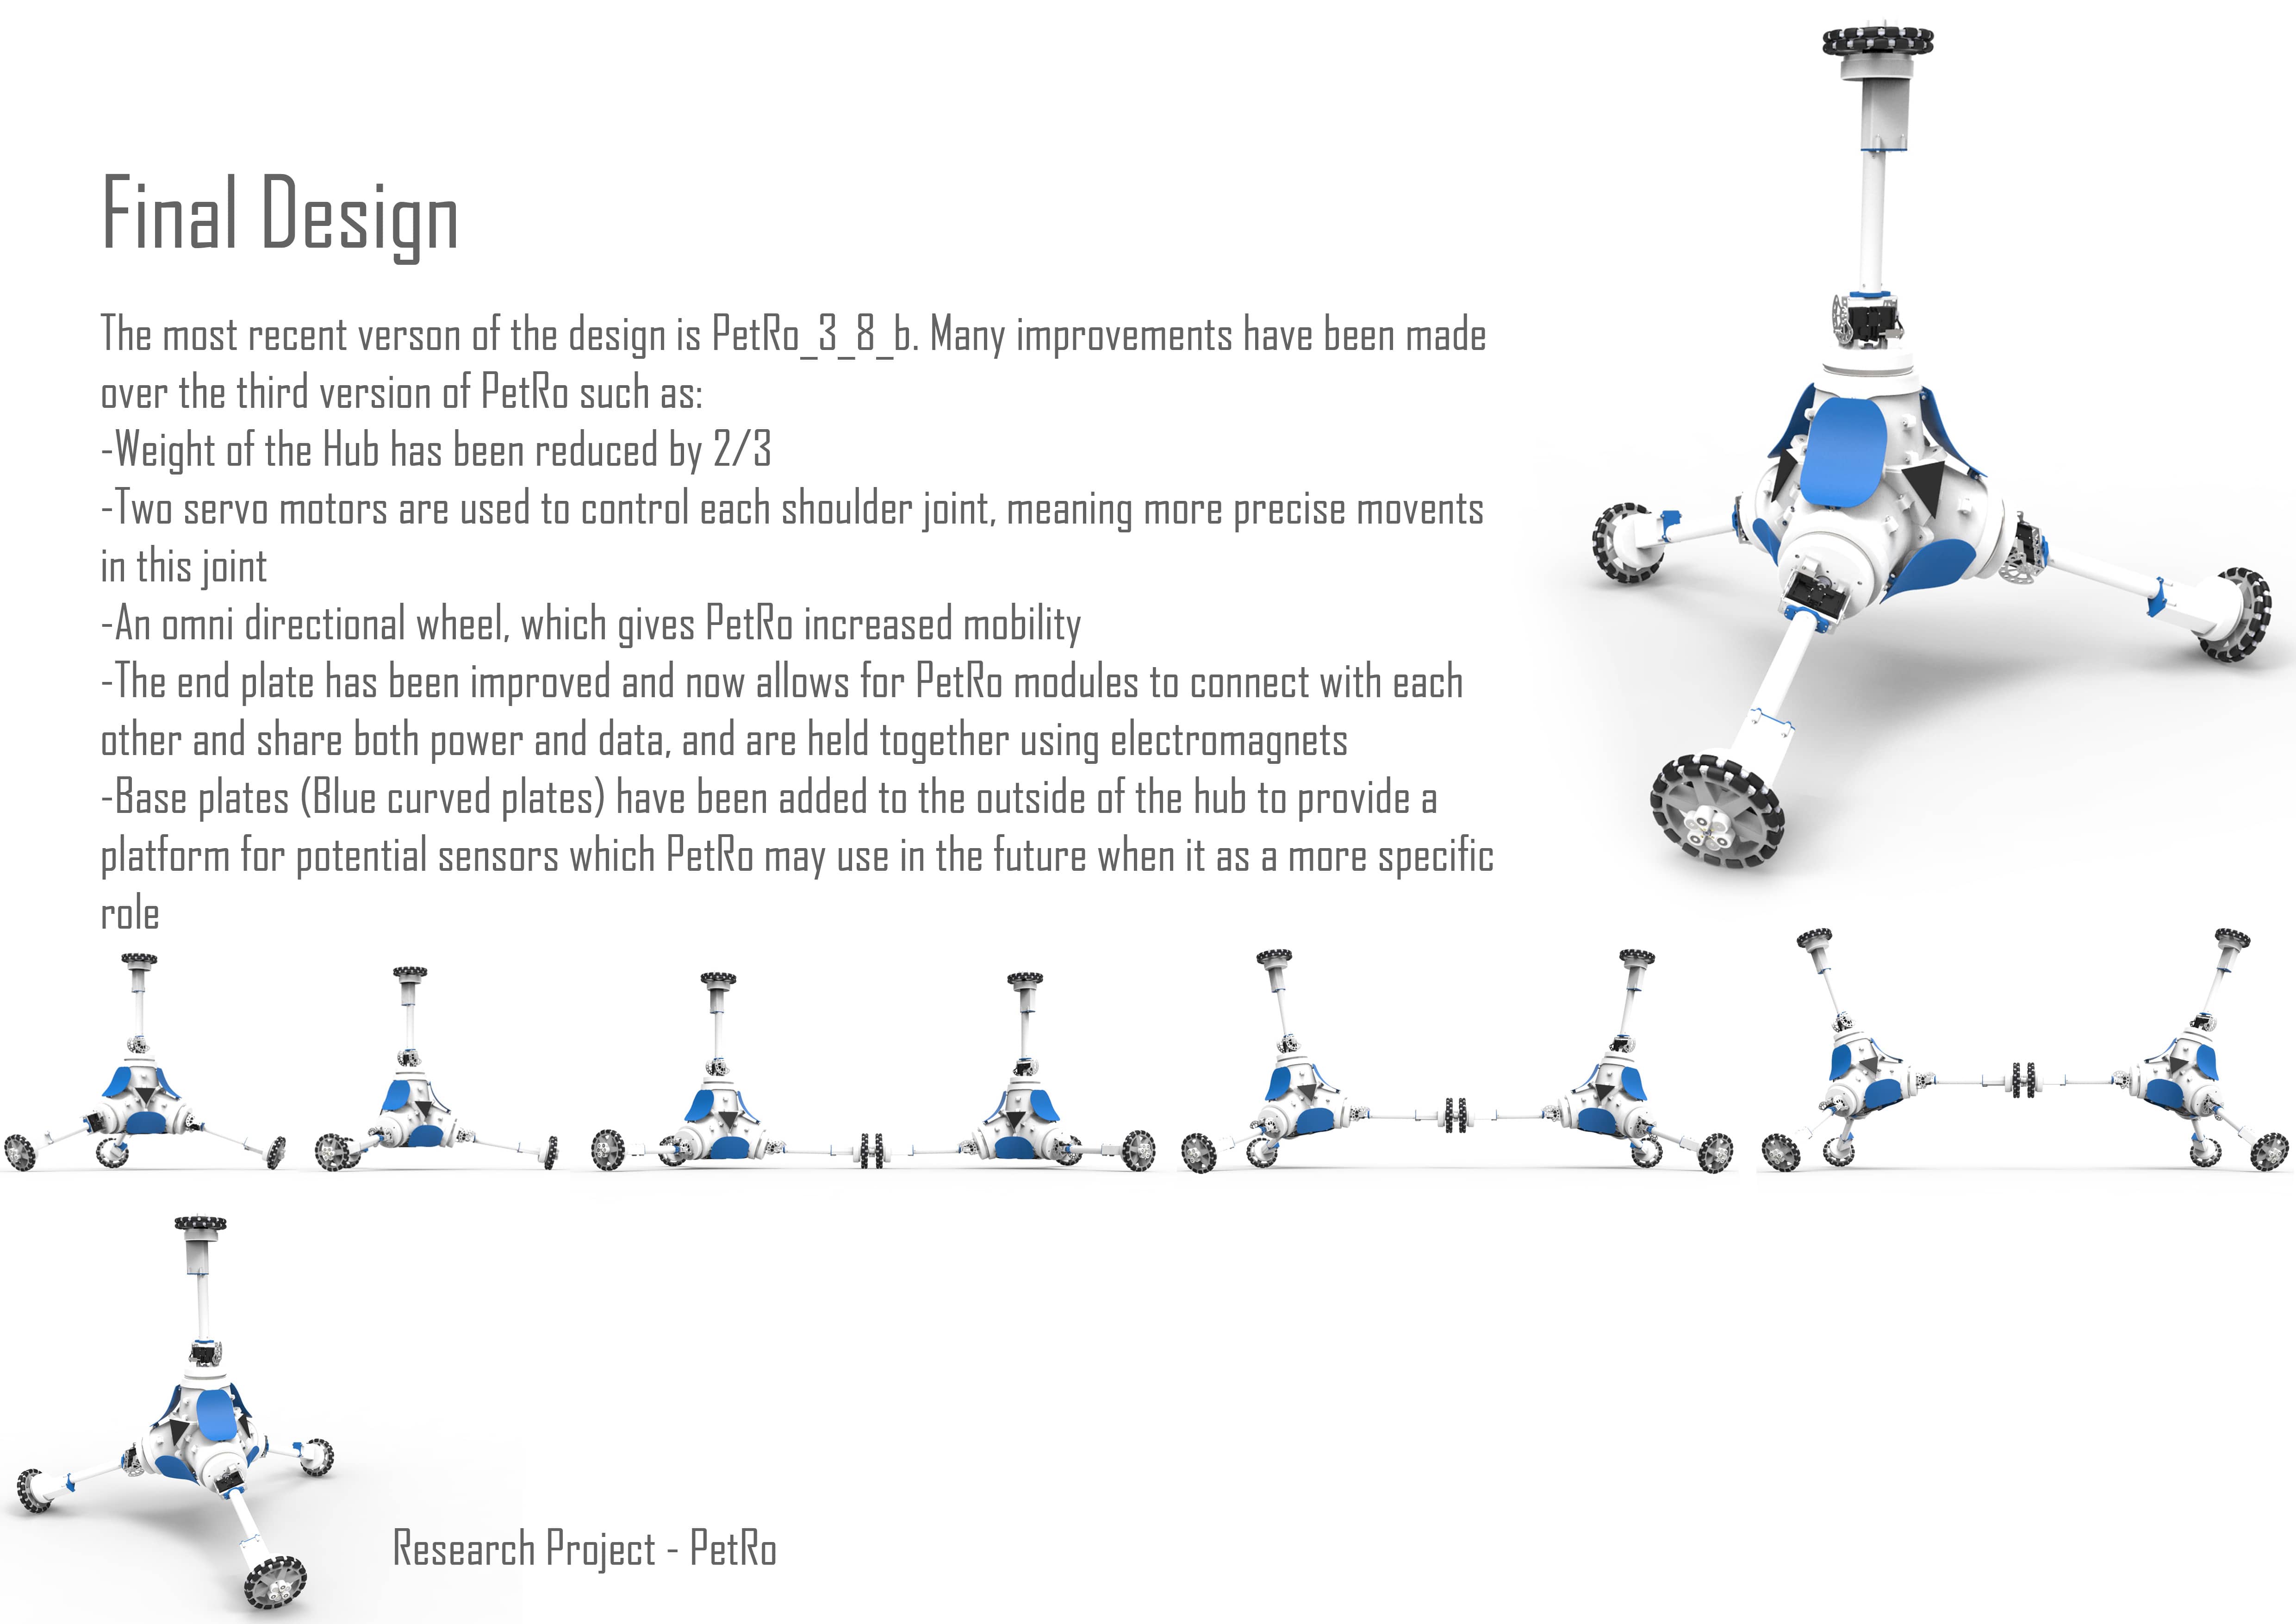 Final Design
The most recent verson of the design is PetRo_3_8_b. Many improvements have been made
over the third version of PetRo such as:
-Weight of the Hub has been reduced by 2/3
-Two servo motors are used to control each shoulder joint, meaning more precise movents
in this joint
-An omni directional wheel, which gives PetRo increased mobility
-The end plate has been improved and now allows for PetRo modules to connect with each
other and share both power and data, and are held together using electromagnets
-Base plates (Blue curved plates) have been added to the outside of the hub to provide a
platform for potential sensors which PetRo may use in the future when it as a more specific
role
Research Project - PetRo